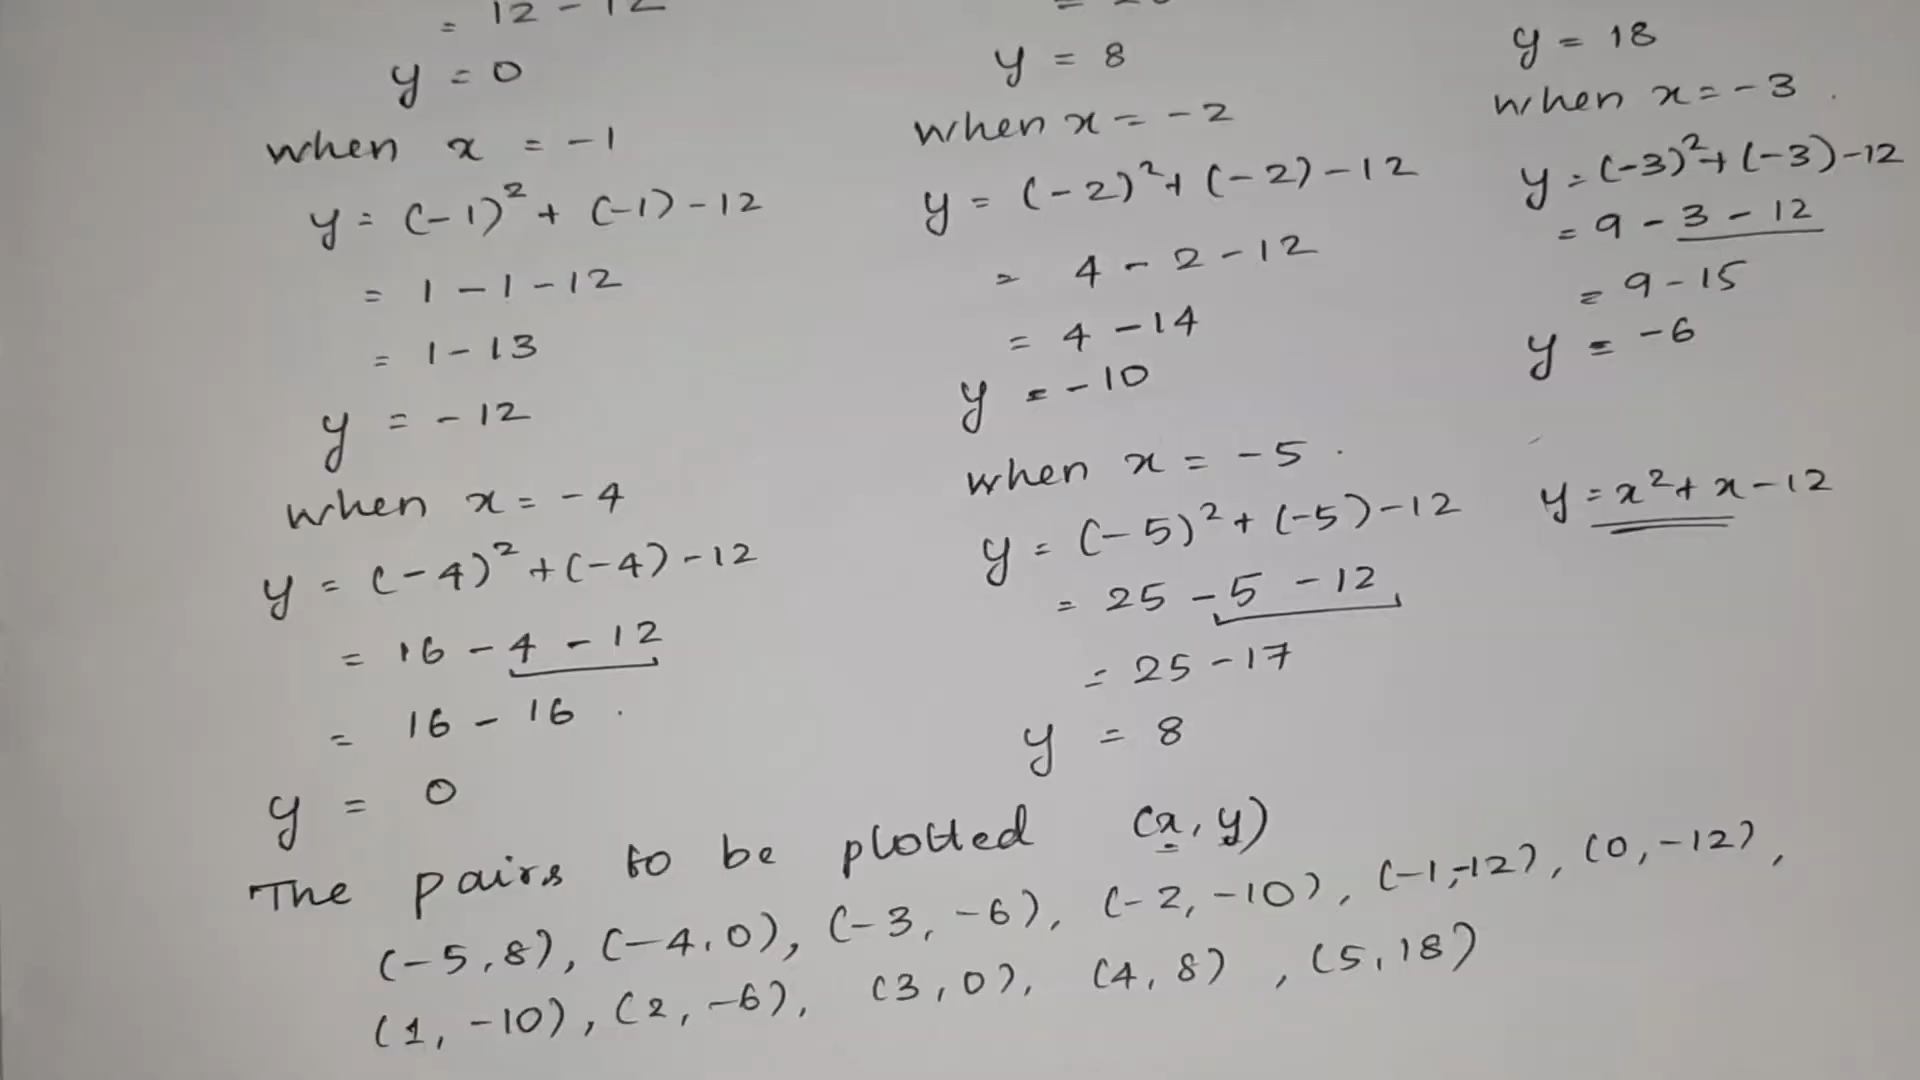 = 12 - 12
y = 0
when x = -1
y = (-1)² + (-1) - 12
= 1 - 1 - 12
= 1 - 13
y = -12
when x = -4
y = (-4)² + (-4) - 12
= 16 - 4 - 12
= 16 - 16 .
y = 0
y = 8
when x = -2
y = (-2)² + (-2) - 12
= 4 - 2 - 12
= 4 - 14
y = -10
when x = -5 .
y = (-5)² + (-5) - 12
= 25 - 5 - 12
= 25 - 17
y = 8
y = 18
when x = -3 .
y = (-3)² + (-3) - 12
= 9 - 3 - 12
= 9 - 15
y = -6
y = x² + x - 12
The pairs to be plotted (x, y)
(-5, 8), (-4, 0), (-3, -6), (-2, -10), (-1, -12), (0, -12),
(1, -10), (2, -6), (3, 0), (4, 8) , (5, 18)